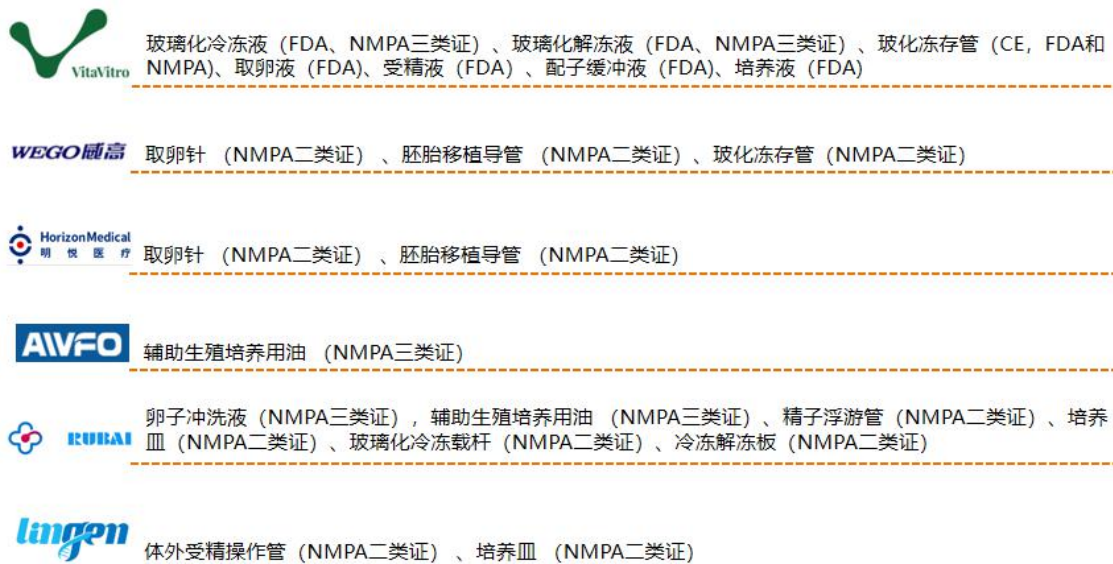 VitaVitro
玻璃化冷冻液（FDA、NMPA三类证）、玻璃化解冻液（FDA、NMPA三类证）、玻化冻存管（CE，FDA和
NMPA)、取卵液（FDA)、受精液（FDA）、配子缓冲液（FDA)、培养液（FDA）
WEGO威高
取卵针 （NMPA二类证）、胚胎移植导管 （NMPA二类证）、玻化冻存管（NMPA二类证）
HorizonMedical
明悦医疗
取卵针 （NMPA二类证）、胚胎移植导管 （NMPA二类证）
AIVFO
辅助生殖培养用油 （NMPA三类证）
RUBAI
卵子冲洗液（NMPA三类证），辅助生殖培养用油 （NMPA三类证）、精子浮游管（NMPA二类证）、培养
皿（NMPA二类证）、玻璃化冷冻载杆（NMPA二类证）、冷冻解冻板（NMPA二类证）
lingen
体外受精操作管（NMPA二类证）、培养皿 （NMPA二类证）